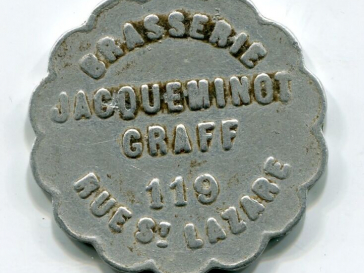 BRASSERIE
JACQUEMINOT
GRAFF
119
RUE ST LAZARE